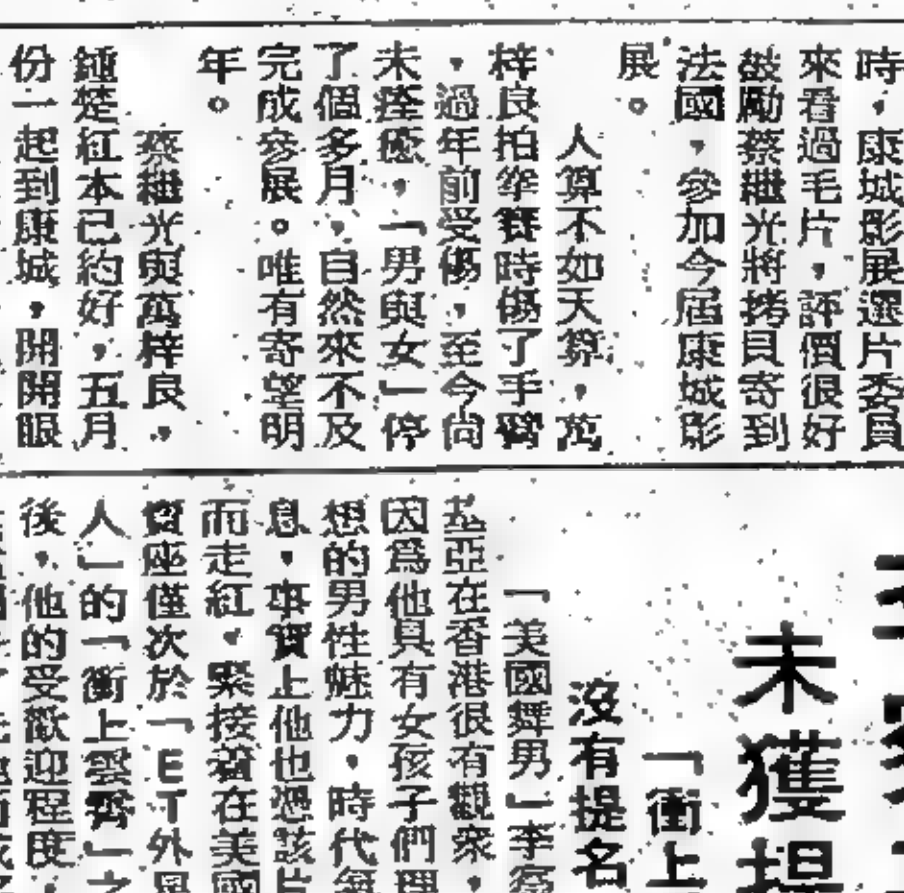 時，康城影展選片委員
來看過毛片，評價很好
鼓勵蔡繼光將拷貝寄到
法國，參加今屆康城影
展。
人算不如天算，萬
梓良拍拳賽時傷了手臂
，過年前受傷，至今尚
未痊癒，「男與女」停
了個多月，自然來不及
完成參展。唯有寄望明
年。
蔡繼光與萬梓良，
鍾楚紅本已約好，五月
份一起到康城，開開眼
未獲提
「衝上
沒有提名
「美國舞男」李察
基亞在香港很有觀衆，
因爲他具有女孩子們理
想的男性魅力，時代
息，事實上他也憑該片
而走紅。緊接着在美國
賣座僅次於「ET外星
人」的「衝上雲霄」之
後，他的受歡迎程度，